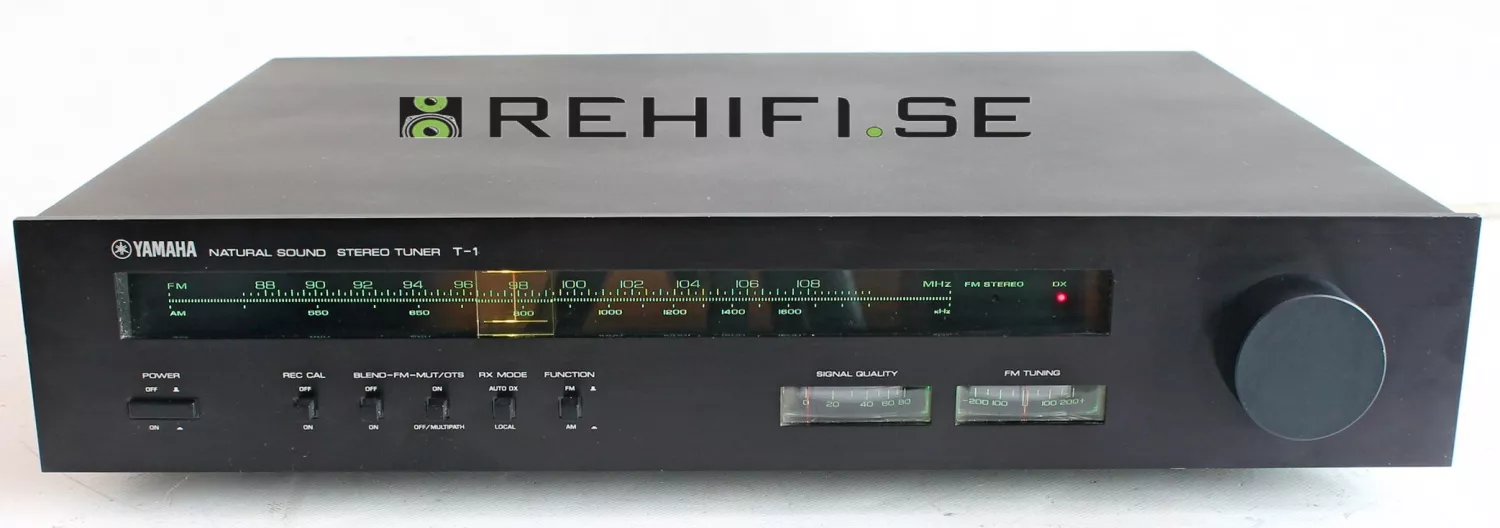 REHIFI.SE
YAMAHA NATURAL SOUND STEREO TUNER T-1
FM 88 90 92 94 96 98 100 102 104 106 108 MHz FM STEREO DX
AM 550 650 800 1000 1200 1400 1600 kHz
POWER REC CAL BLEND-FM-MUT/OTS RX MODE FUNCTION SIGNAL QUALITY FM TUNING
OFF OFF OFF ON AUTO DX FM
0 20 40 60 80 -200 100 100 200+
ON ON ON OFF/MULTIPATH LOCAL AM